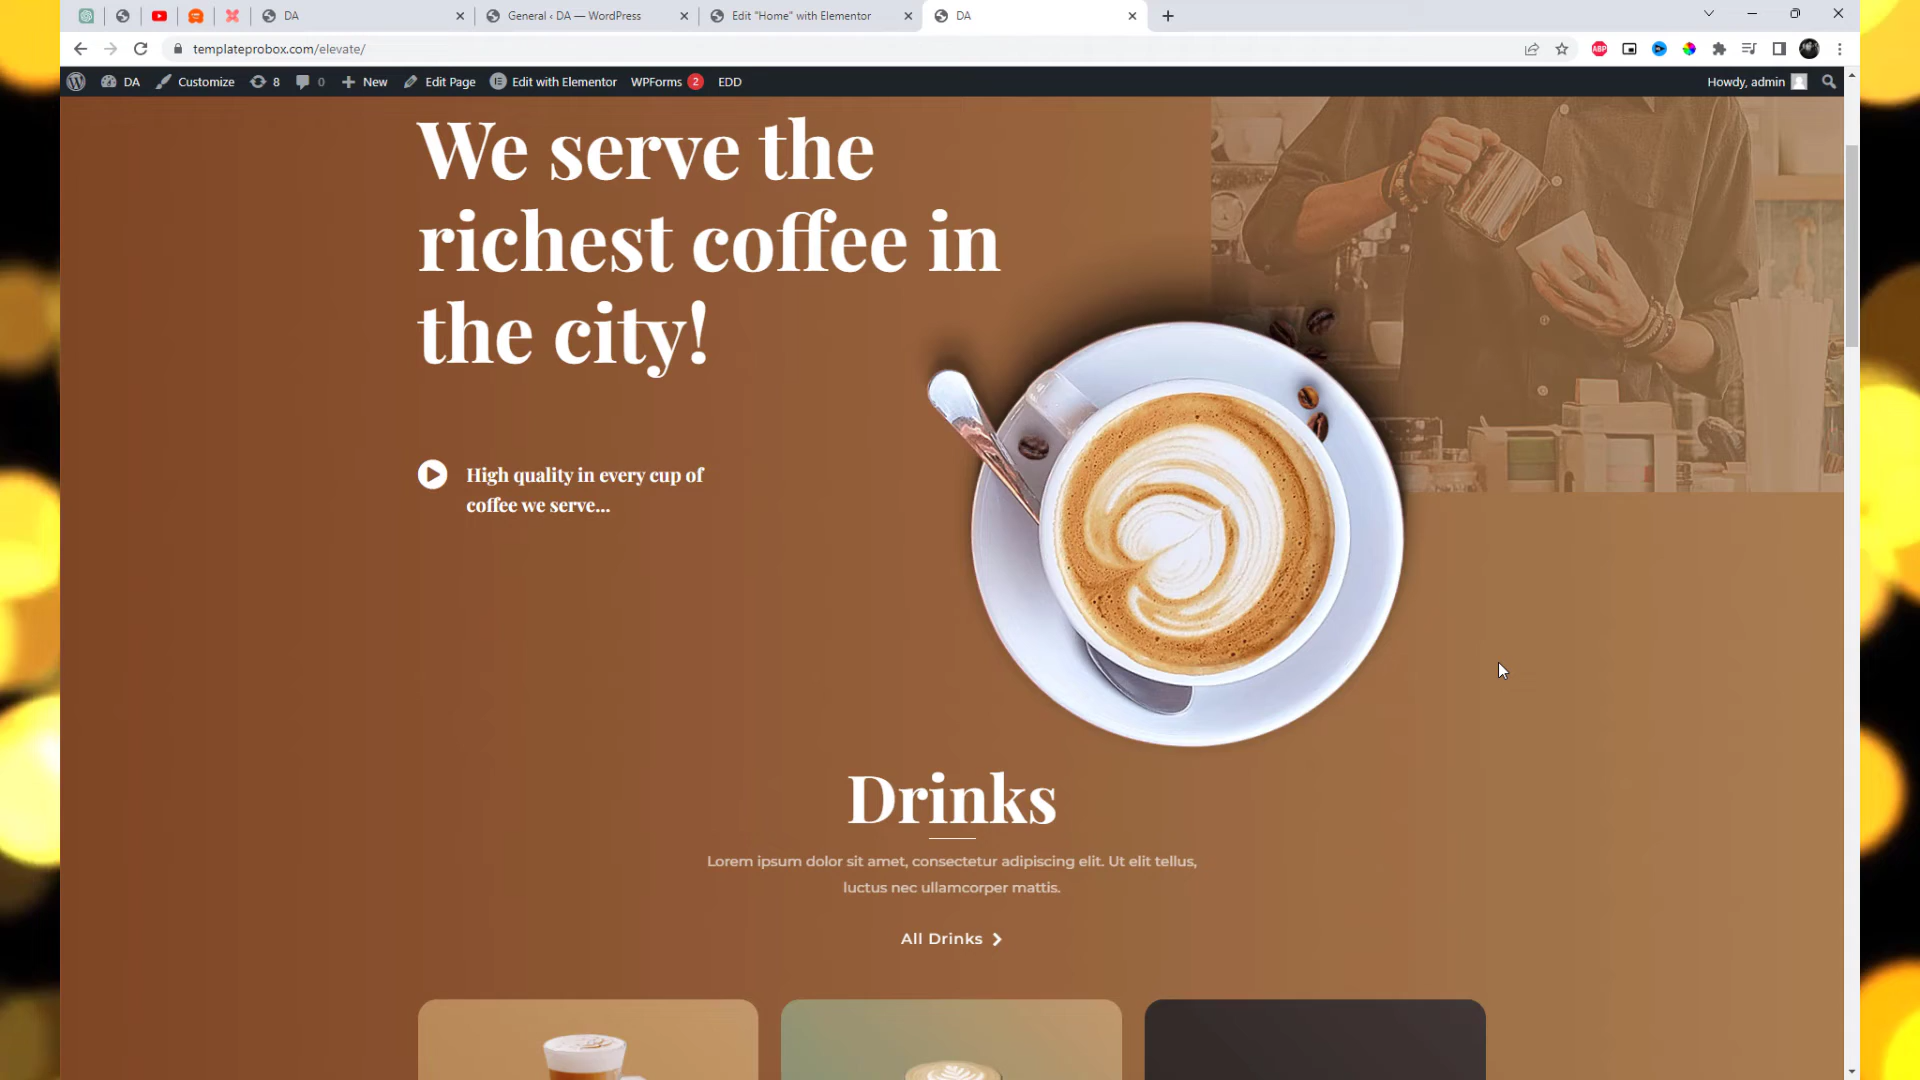 DA
General ‹ DA — WordPress
Edit "Home" with Elementor
DA
templateprobox.com/elevate/
ABP
DA
Customize
8
0
New
Edit Page
Edit with Elementor
WPForms 2
EDD
Howdy, admin
We serve the
richest coffee in
the city!
High quality in every cup of
coffee we serve...
Drinks
Lorem ipsum dolor sit amet, consectetur adipiscing elit. Ut elit tellus,
luctus nec ullamcorper mattis.
All Drinks